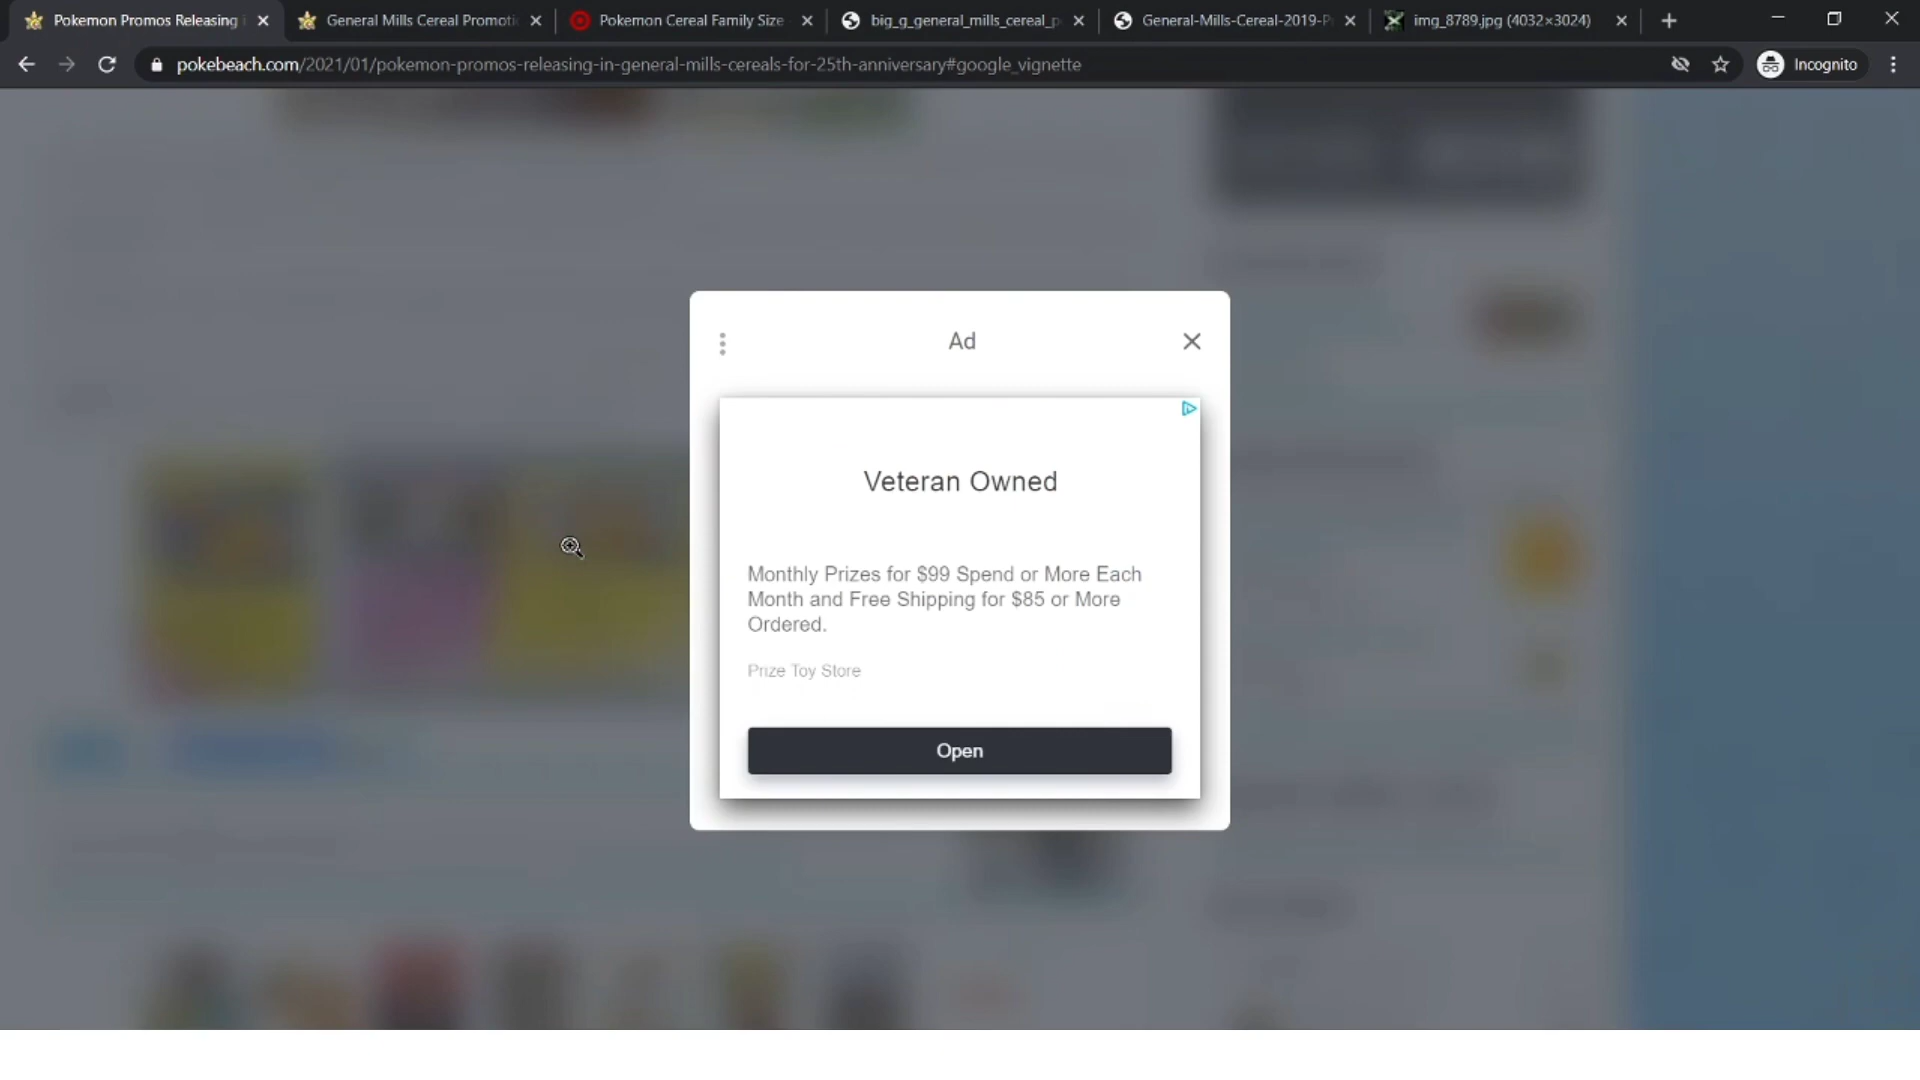 Pokemon Promos Releasing
General Mills Cereal Promoti
Pokemon Cereal Family Size
big_g_general_mills_cereal_p
General-Mills-Cereal-2019-P
img_8789.jpg (4032×3024)
pokebeach.com/2021/01/pokemon-promos-releasing-in-general-mills-cereals-for-25th-anniversary#google_vignette
Incognito
Ad
Veteran Owned
Monthly Prizes for $99 Spend or More Each
Month and Free Shipping for $85 or More
Ordered.
Prize Toy Store
Open